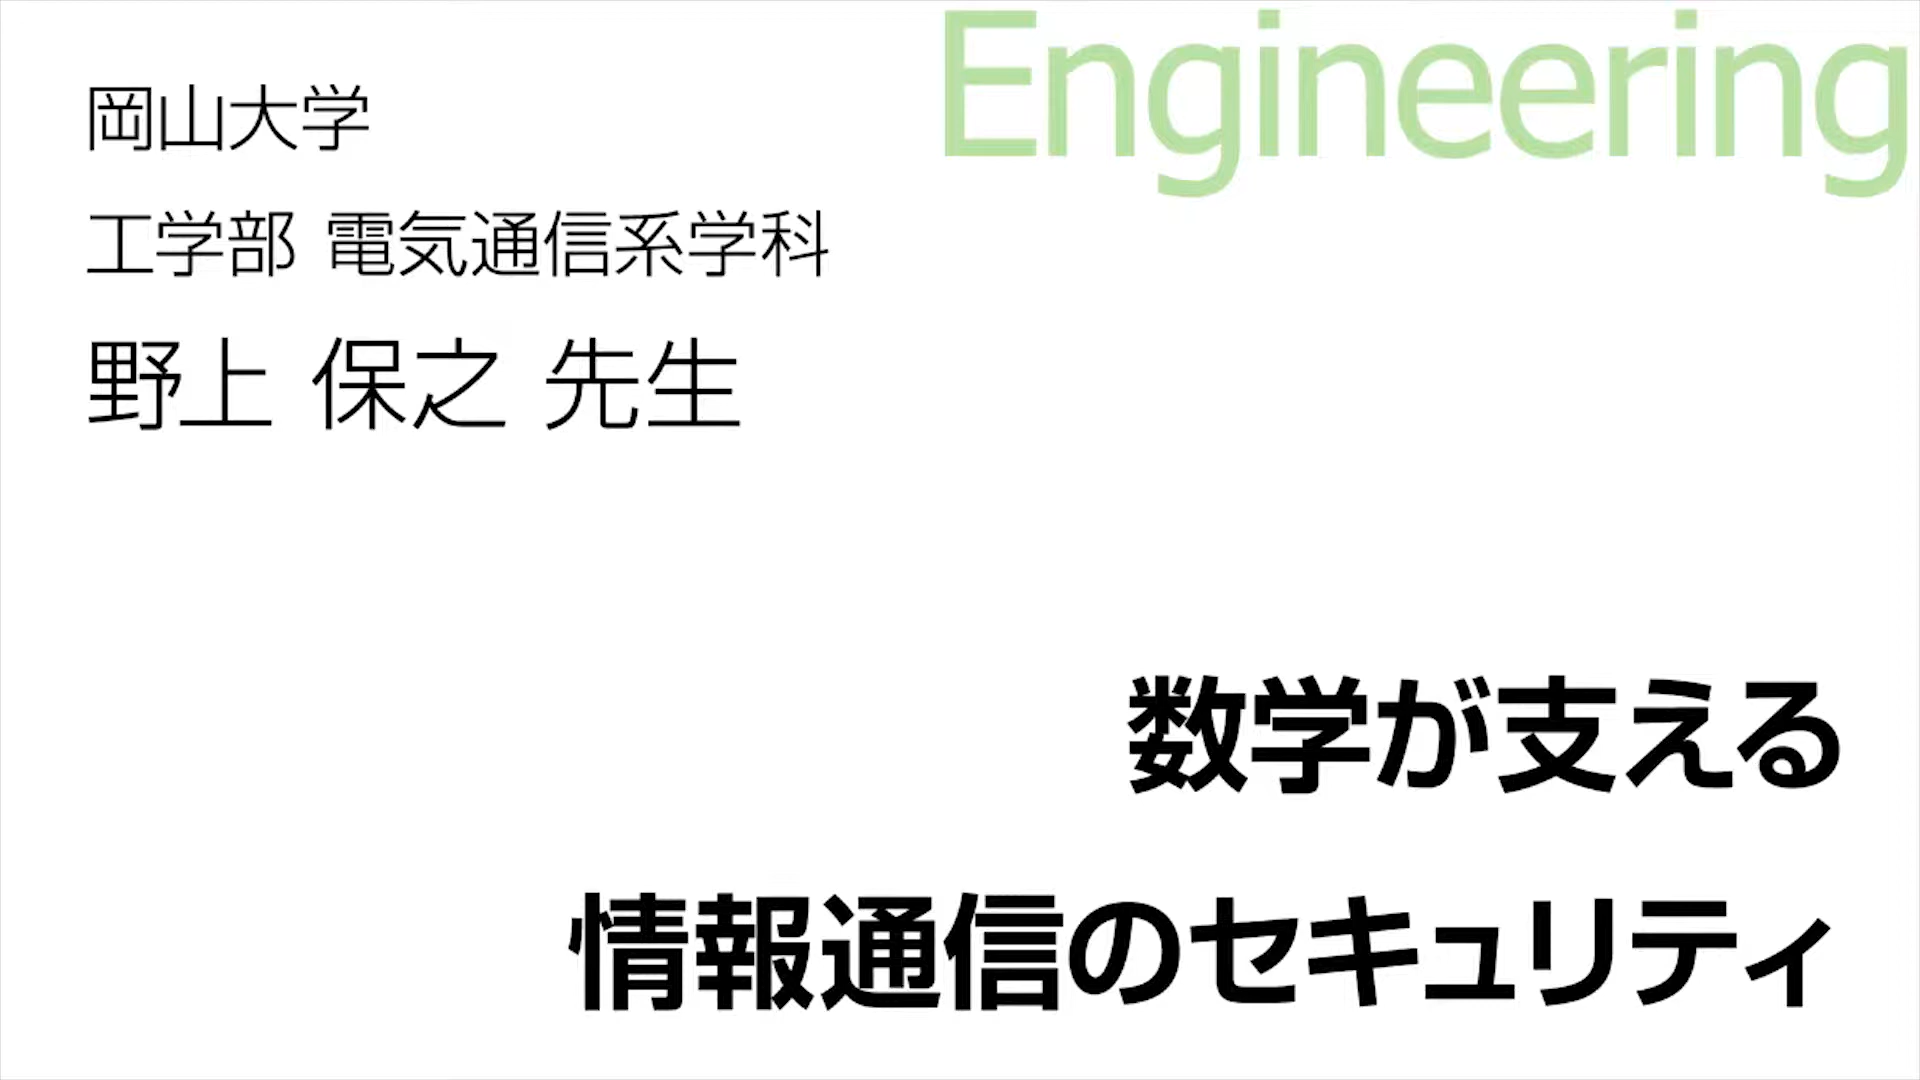 Engineering
岡山大学
工学部 電気通信系学科
野上 保之 先生
数学が支える
情報通信のセキュリティ